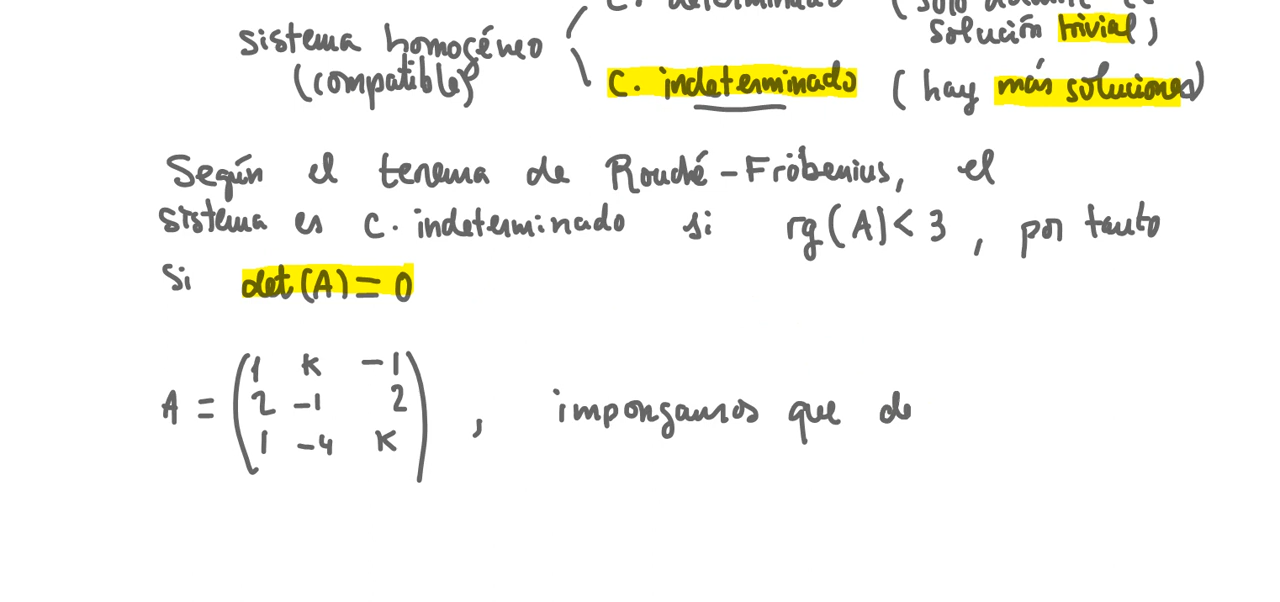 sistema homogéneo
(compatible)
solución trivial)
C. indeterminado (hay más soluciones)
Según el teorema de Rouché-Fröbenius, el
sistema es C. indeterminado si rg(A)<3, por tanto
Si det(A)=0
1 K -1
A = 2 -1 2 , impongamos que de
1 -4 K